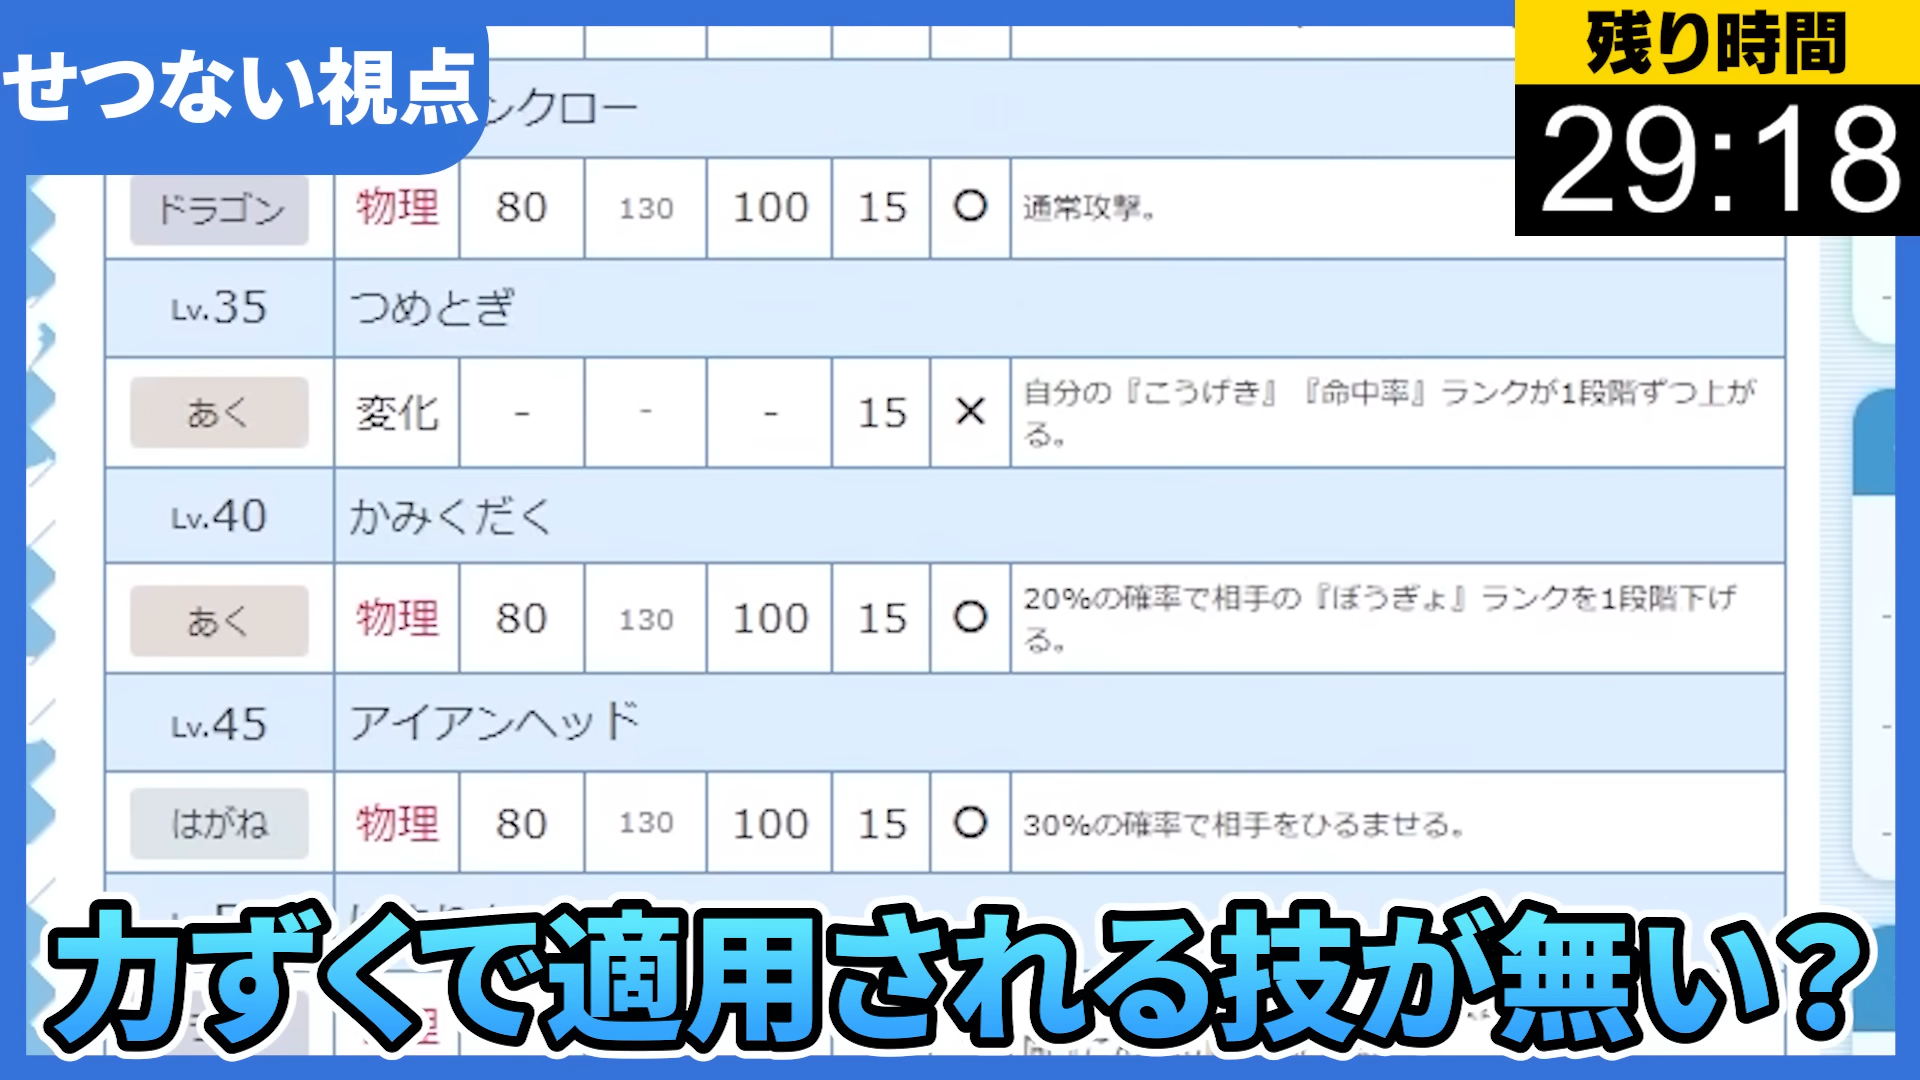 せつない視点
残り時間
29:18
ンクロー
ドラゴン 物理 80 130 100 15 ○ 通常攻撃。
Lv.35 つめとぎ
あく 変化 - - - 15 × 自分の『こうげき』『命中率』ランクが1段階ずつ上が
る。
Lv.40 かみくだく
あく 物理 80 130 100 15 ○ 20%の確率で相手の『ぼうぎょ』ランクを1段階下げ
る。
Lv.45 アイアンヘッド
はがね 物理 80 130 100 15 ○ 30%の確率で相手をひるませる。
力ずくで適用される技が無い？